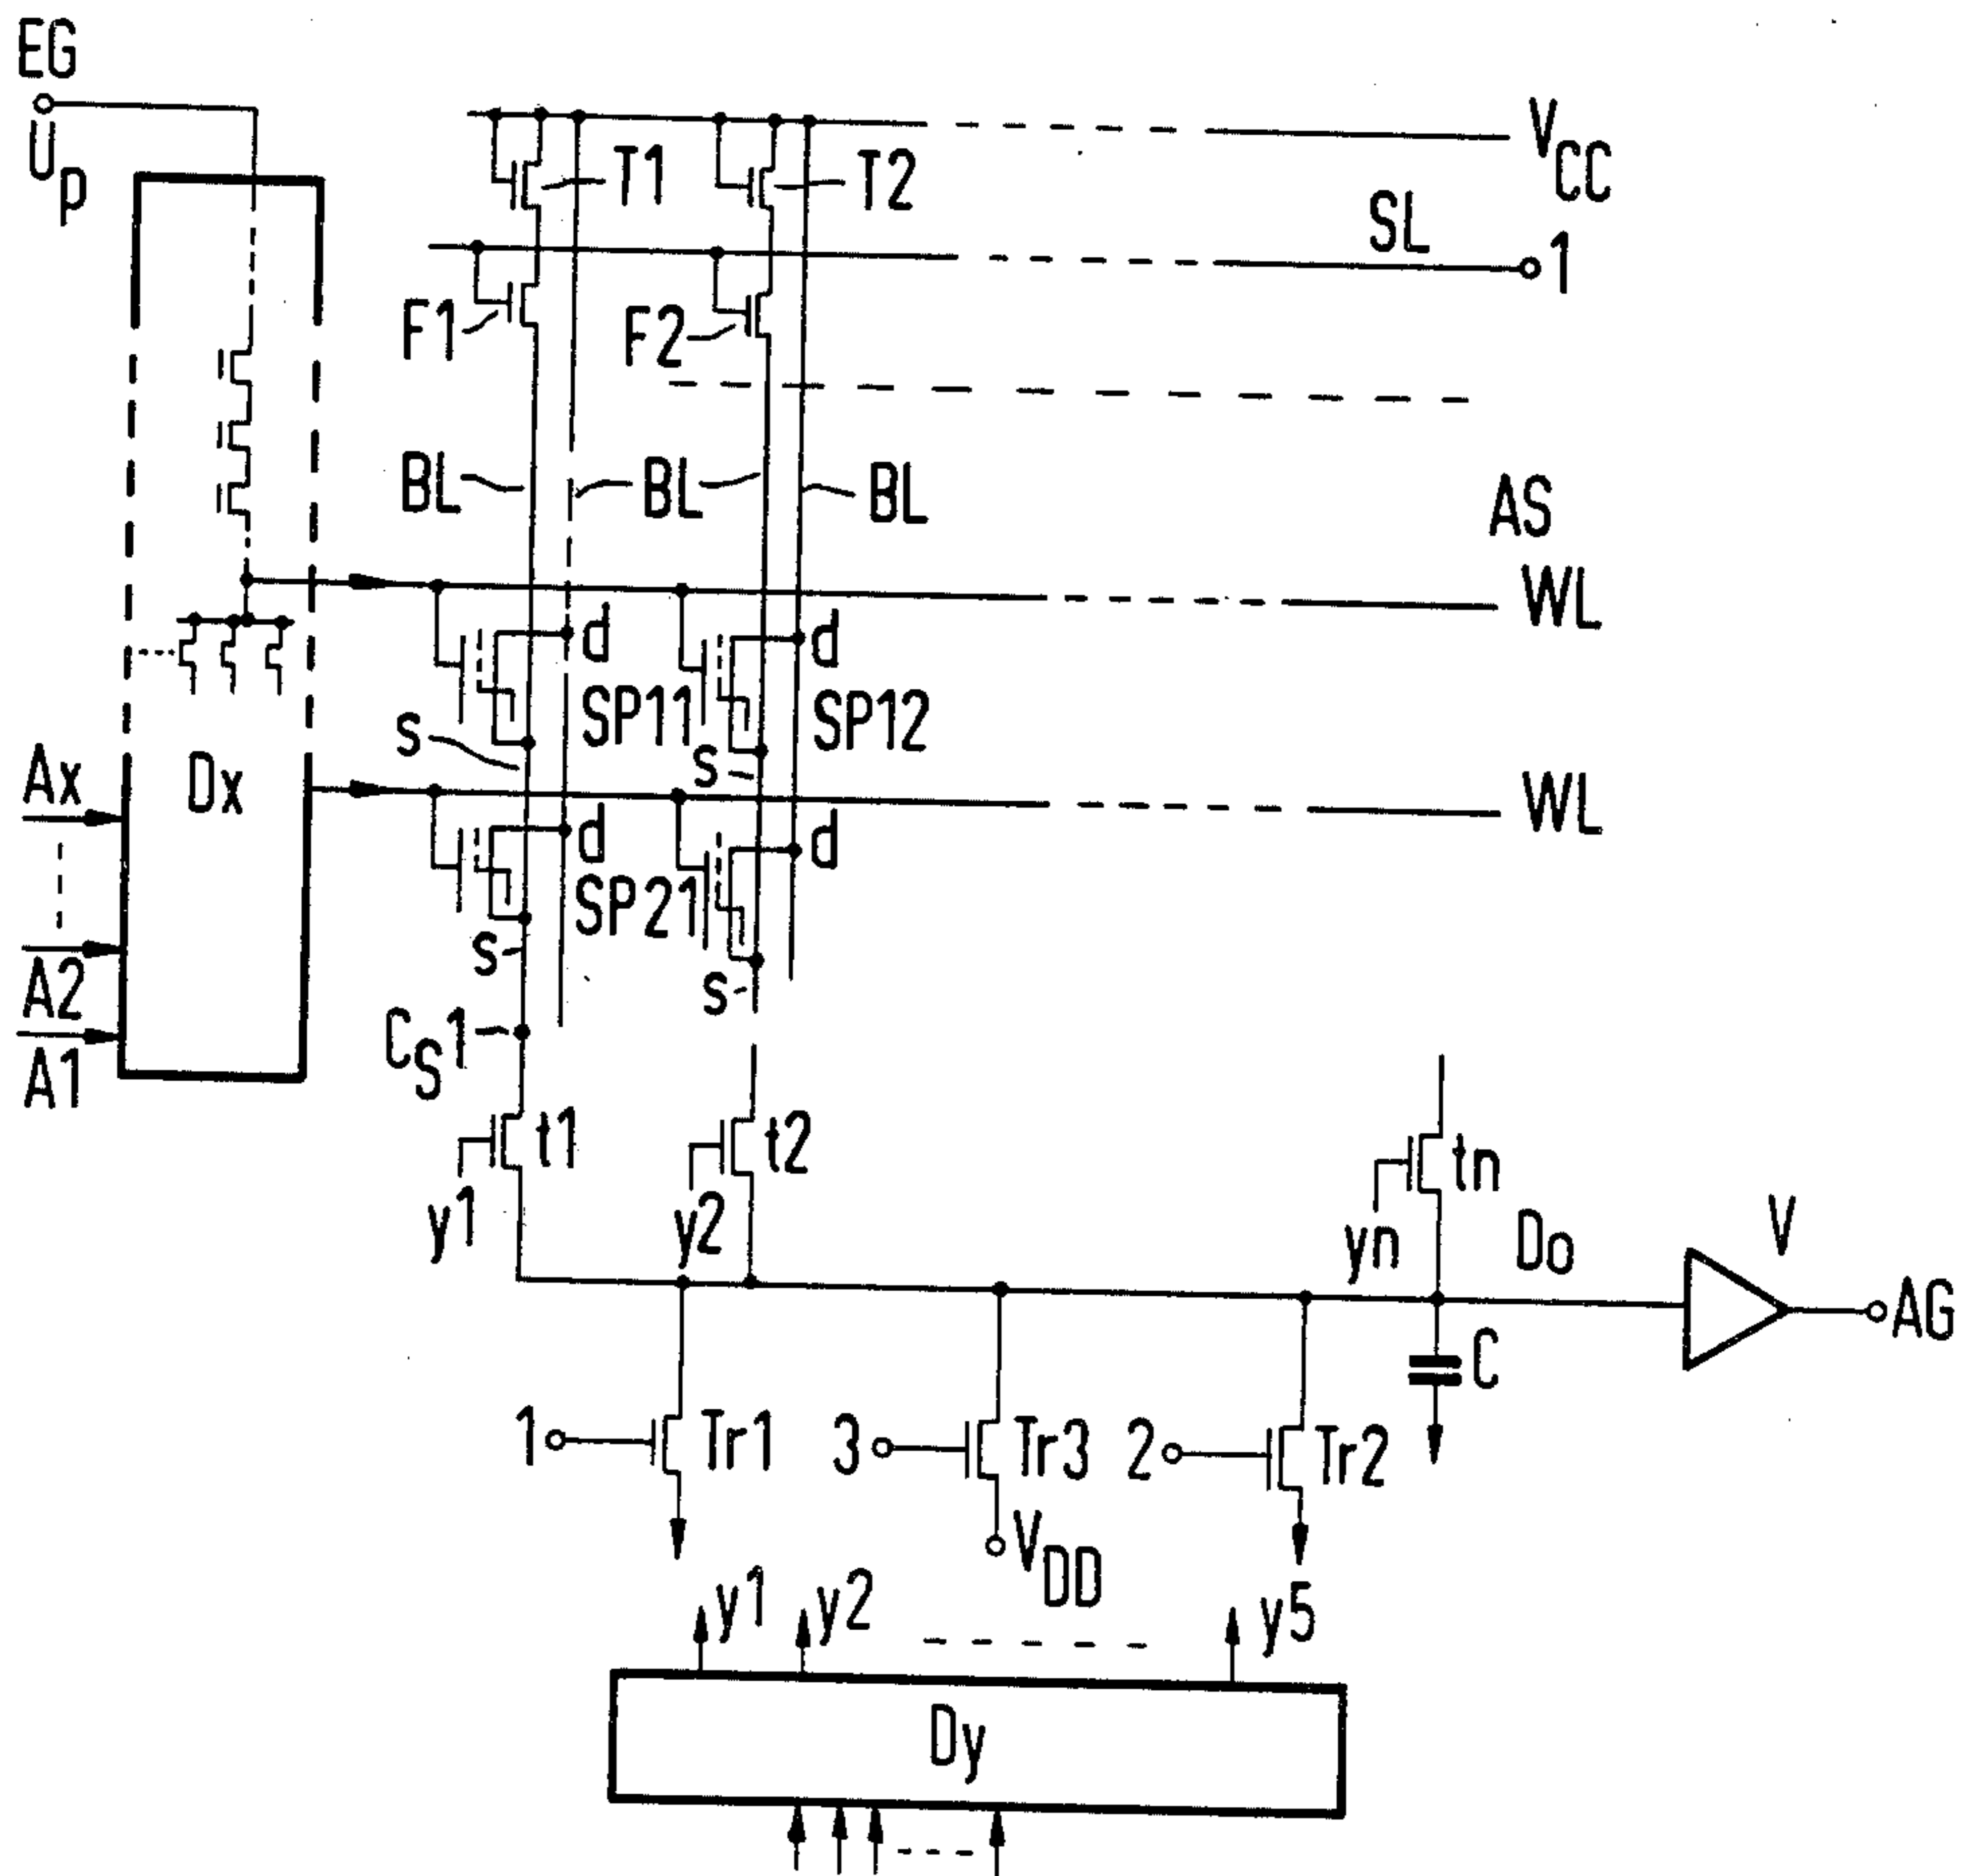 EG
Up
VCC
T1
T2
SL
1
F1
F2
BL
BL
BL
AS
WL
d
d
SP11
SP12
s
s
Ax
Dx
WL
d
d
SP21
s
s
A2
A1
CS1
t1
t2
tn
y1
y2
yn
Do
V
AG
C
1
Tr1
3
Tr3
2
Tr2
VDD
y1
y2
y5
Dy